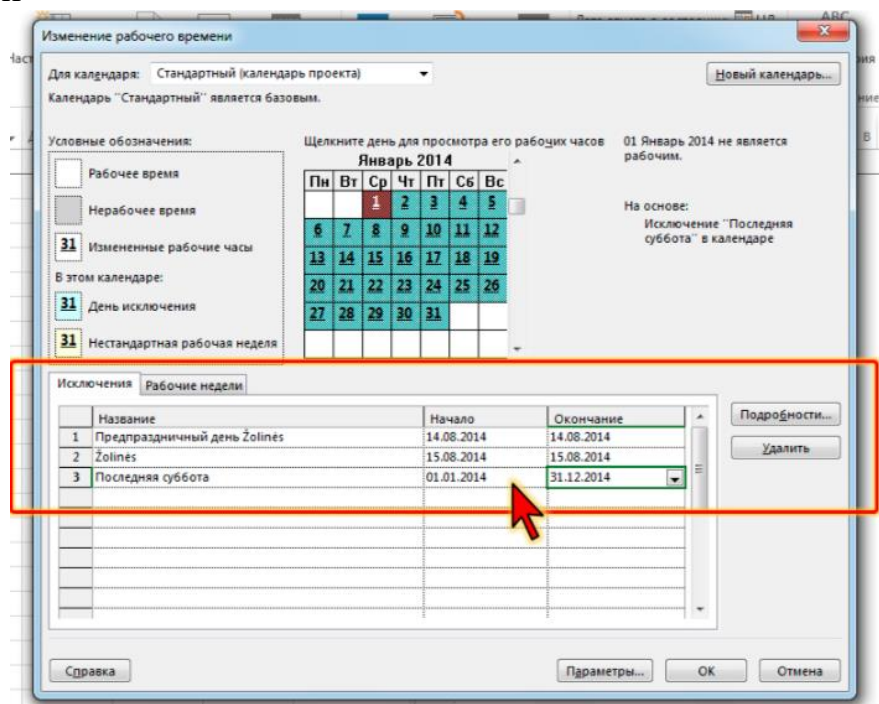 Изменение рабочего времени
Для календаря: Стандартный (календарь проекта)
Новый календарь...
Календарь "Стандартный" является базовым.
Условные обозначения:
Рабочее время
Нерабочее время
31 Измененные рабочие часы
В этом календаре:
31 День исключения
31 Нестандартная рабочая неделя
Щелкните день для просмотра его рабочих часов
Январь 2014
Пн Вт Ср Чт Пт Сб Вс
1 2 3 4 5
6 7 8 9 10 11 12
13 14 15 16 17 18 19
20 21 22 23 24 25 26
27 28 29 30 31
01 Январь 2014 не является
рабочим.
На основе:
Исключение "Последняя
суббота" в календаре
Исключения Рабочие недели
Название Начало Окончание
1 Предпраздничный день Žolinės 14.08.2014 14.08.2014
2 Žolinės 15.08.2014 15.08.2014
3 Последняя суббота 01.01.2014 31.12.2014
Подробности...
Удалить
Справка Параметры... ОК Отмена